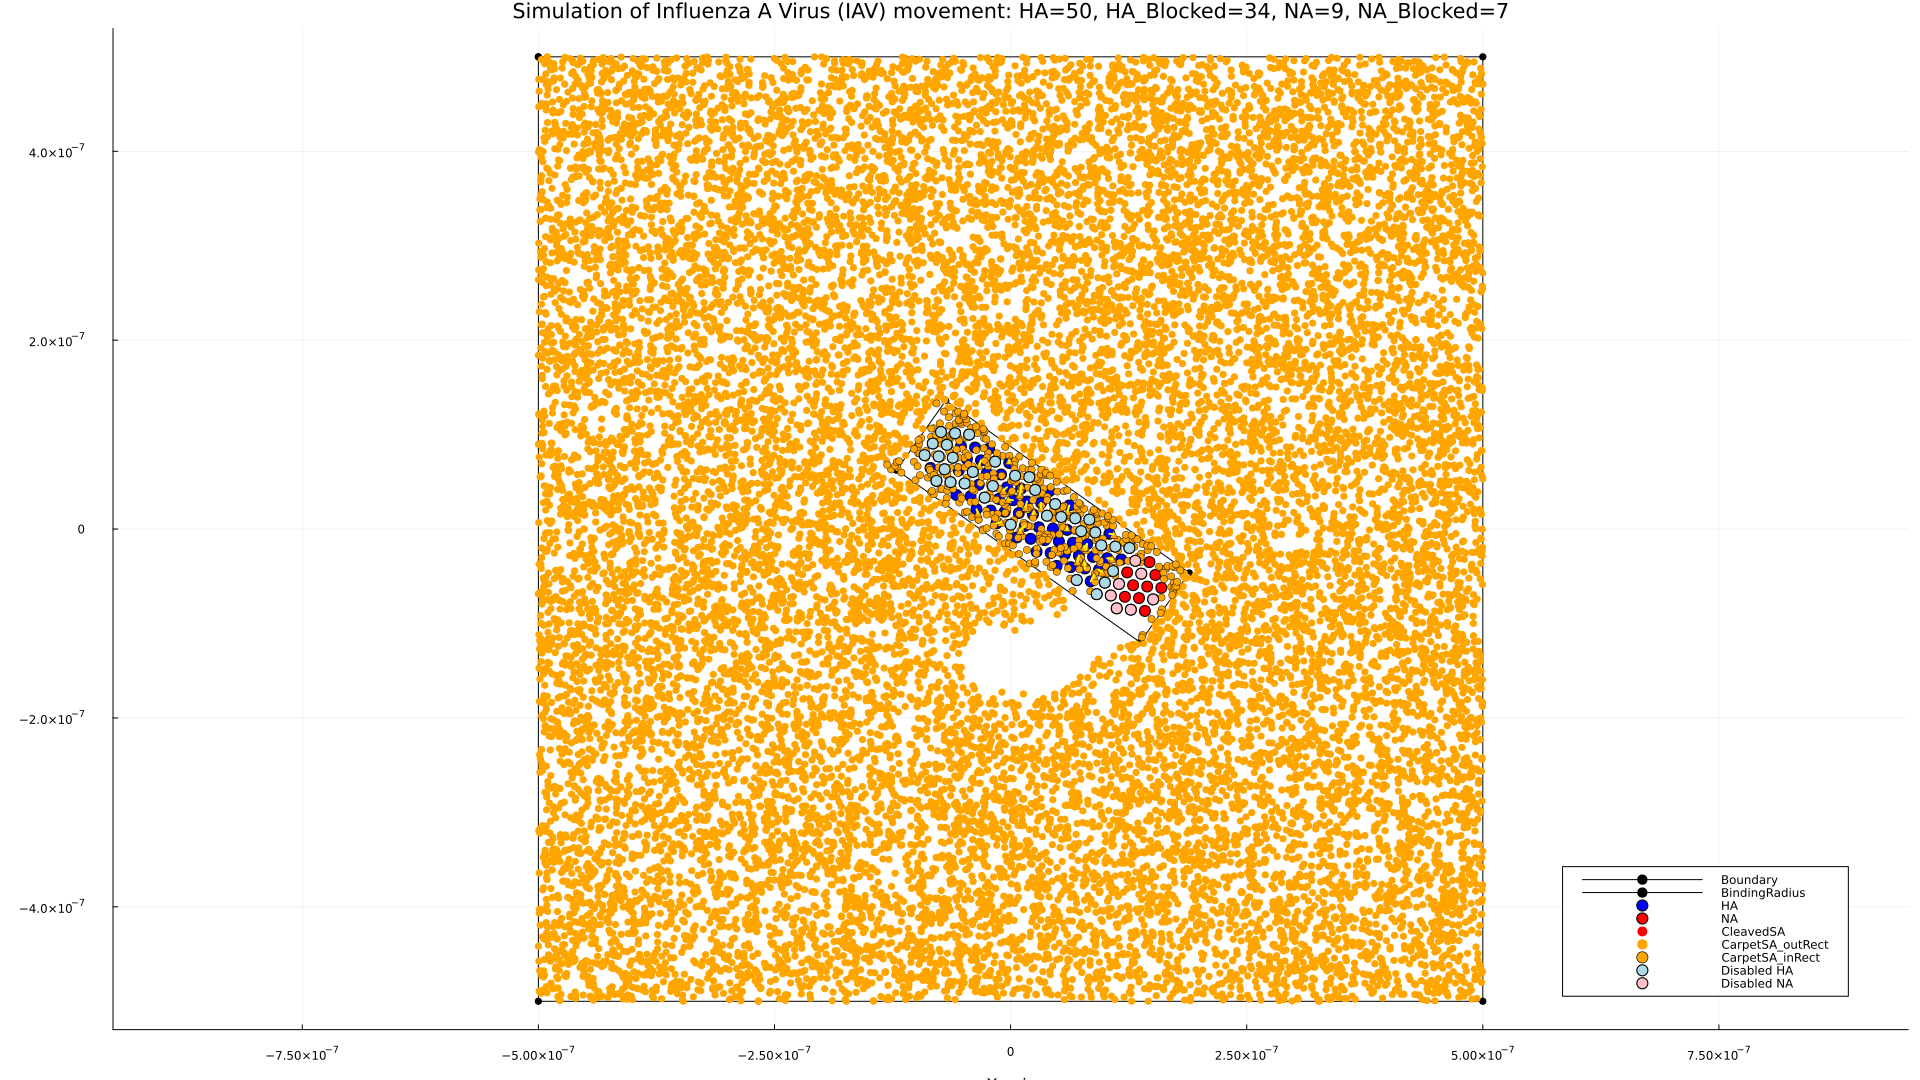 Simulation of Influenza A Virus (IAV) movement: HA=50, HA_Blocked=34, NA=9, NA_Blocked=7
4.0×10⁻⁷
2.0×10⁻⁷
0
−2.0×10⁻⁷
−4.0×10⁻⁷
−7.50×10⁻⁷
−5.00×10⁻⁷
−2.50×10⁻⁷
0
2.50×10⁻⁷
5.00×10⁻⁷
7.50×10⁻⁷
Boundary
BindingRadius
HA
NA
CleavedSA
CarpetSA_outRect
CarpetSA_inRect
Disabled HA
Disabled NA